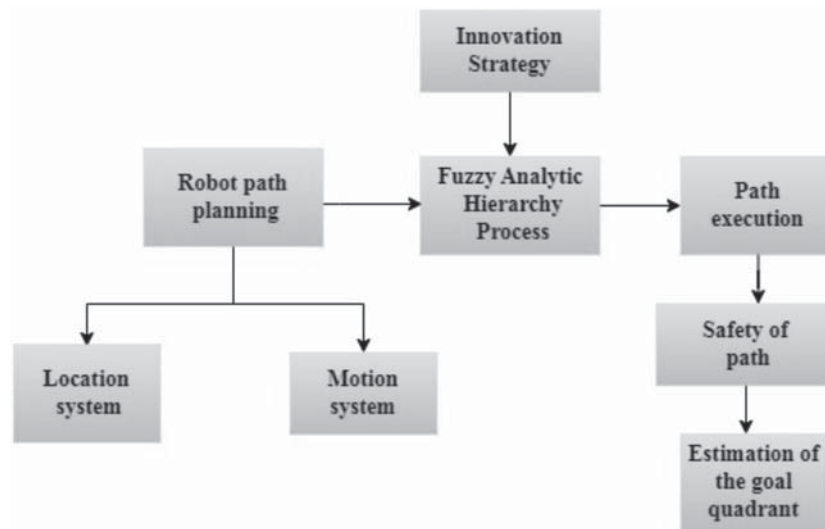 Innovation
Strategy
Robot path
planning
Fuzzy Analytic
Hierarchy
Process
Path
execution
Location
system
Motion
system
Safety of
path
Estimation of
the goal
quadrant